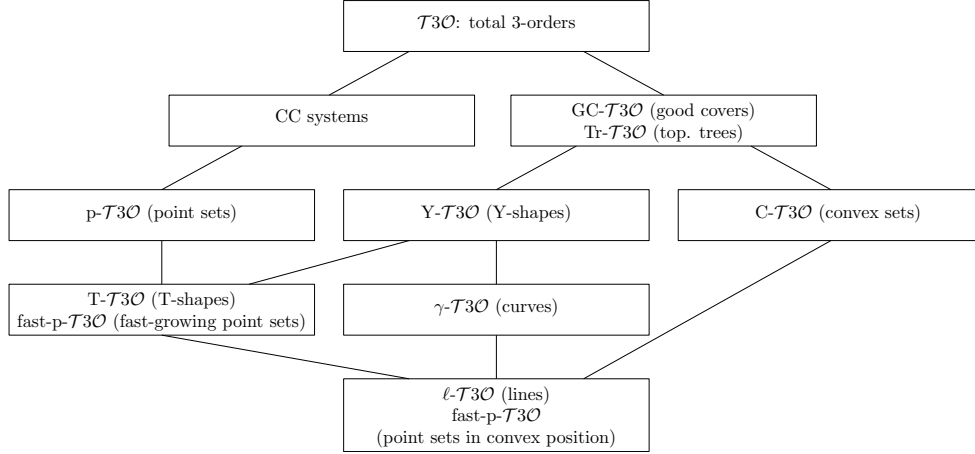 𝒯3𝒪: total 3-orders
CC systems
GC-𝒯3𝒪 (good covers)
Tr-𝒯3𝒪 (top. trees)
p-𝒯3𝒪 (point sets)
Y-𝒯3𝒪 (Y-shapes)
C-𝒯3𝒪 (convex sets)
T-𝒯3𝒪 (T-shapes)
fast-p-𝒯3𝒪 (fast-growing point sets)
γ-𝒯3𝒪 (curves)
ℓ-𝒯3𝒪 (lines)
fast-p-𝒯3𝒪
(point sets in convex position)